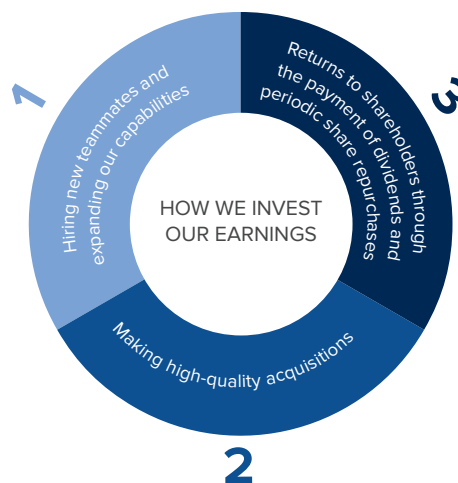 HOW WE INVEST
OUR EARNINGS
1
Hiring new teammates and
expanding our capabilities
2
Making high-quality acquisitions
3
Returns to shareholders through
the payment of dividends and
periodic share repurchases